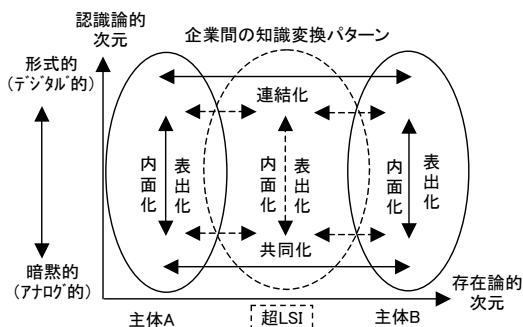 認識論的
次元
企業間の知識変換パターン
形式的
(ﾃﾞｼﾞﾀﾙ的)
連結化
内面化
表出化
内面化
表出化
内面化
表出化
共同化
暗黙的
(ｱﾅﾛｸﾞ的)
存在論的
次元
主体A
超LSI
主体B